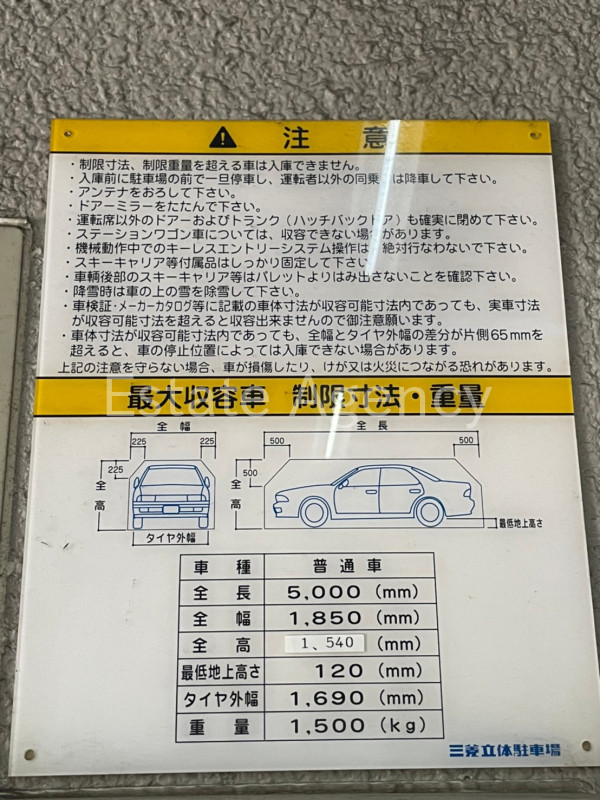 注 意
・制限寸法、制限重量を超える車は入庫できません。
・入庫前に駐車場の前で一旦停車し、運転者以外の同乗 は降車して下さい。
・アンテナをおろして下さい。
・ドアーミラーをたたんで下さい。
・運転席以外のドアーおよびトランク（ハッチバックドア）も確実に閉めて下さい。
・ステーションワゴン車については、収容できない場合があります。
・機械動作中でのキーレスエントリーシステム操作は 絶対行なわないで下さい。
・スキーキャリア等付属品はしっかり固定して下さい。
・車輌後部のスキーキャリア等はパレットよりはみ出さないことを確認下さい。
・降雪時は車の上の雪を除雪して下さい。
・車検証・メーカーカタログ等に記載の車体寸法が収容可能寸法内であっても、実車寸法
が収容可能寸法を超えると収容出来ませんので御注意願います。
・車体寸法が収容可能寸法内であっても、全幅とタイヤ外幅の差分が片側65mmを
超えると、車の停止位置によっては入庫できない場合があります。
上記の注意を守らない場合、車が損傷したり、けが又は火災につながる恐れがあります。
最大収容車 制限寸法・重量
Estate Agency
全幅
225 225
225
全高
タイヤ外幅
全長
500 500
500
全高
最低地上高さ
車種 普通車
全長 5,000 (mm)
全幅 1,850 (mm)
全高 1、540 (mm)
最低地上高さ 120 (mm)
タイヤ外幅 1,690 (mm)
重量 1,500 (kg)
三菱立体駐車場